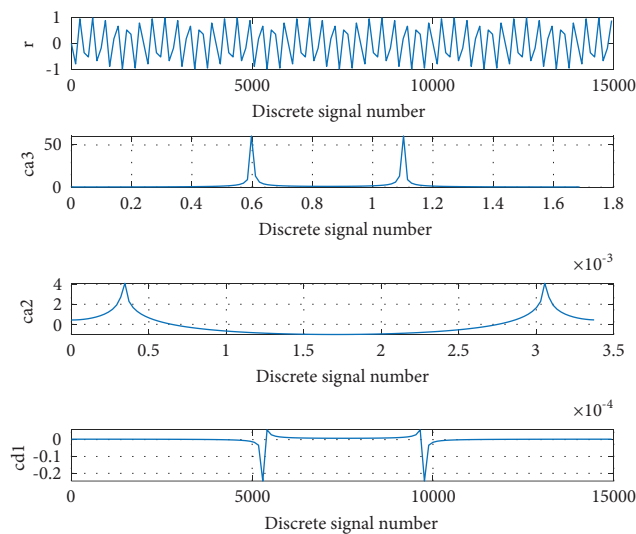 r
1
0
-1
0
5000
10000
15000
Discrete signal number
ca3
50
0
0 0.2 0.4 0.6 0.8 1 1.2 1.4 1.6 1.8
Discrete signal number
×10-3
ca2
4
2
0
0 0.5 1 1.5 2 2.5 3 3.5
Discrete signal number
×10-4
cd1
0
-0.1
-0.2
0 5000 10000 15000
Discrete signal number